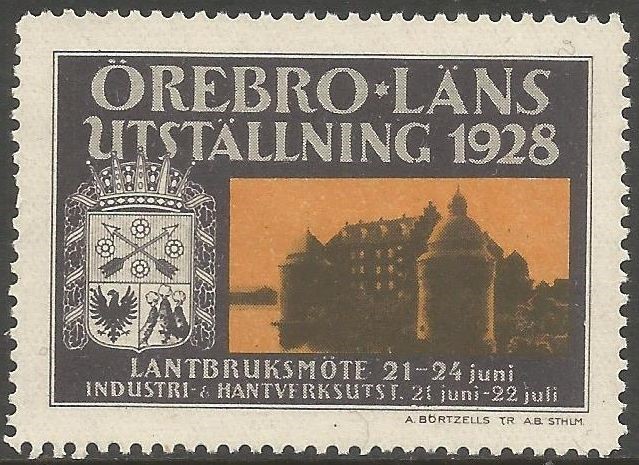 ÖREBRO * LÄNS
UTSTÄLLNING 1928
LANTBRUKSMÖTE 21-24 juni
INDUSTRI- & HANTVERKSUTST. 21 juni-22 juli
A. BÖRTZELLS TR A.B. STHLM.